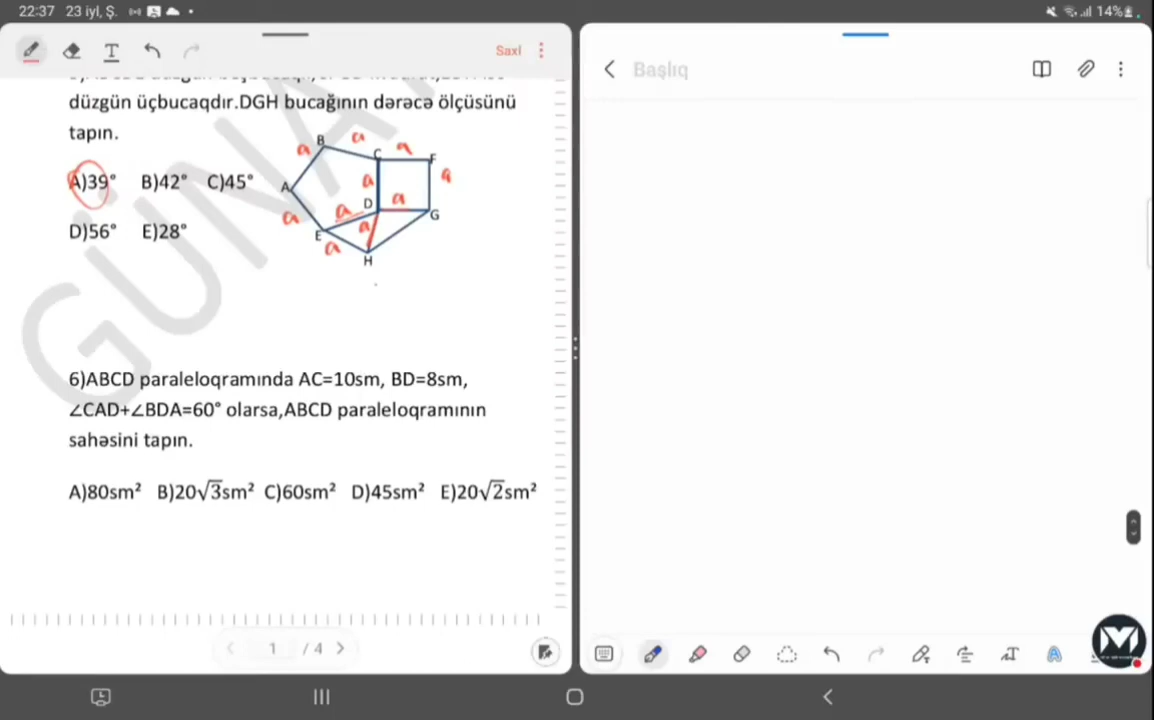 22:37 23 iyl, Ş. 14%
Saxl
düzgün üçbucaqdır.DGH bucağının dərəcə ölçüsünü
tapın.
A)39° B)42° C)45°
D)56° E)28°
B
a a a
C F
A a a
D a G
a a a
E a
H
6)ABCD paraleloqramında AC=10sm, BD=8sm,
∠CAD+∠BDA=60° olarsa,ABCD paraleloqramının
sahəsini tapın.
A)80sm² B)20√3sm² C)60sm² D)45sm² E)20√2sm²
1 / 4
GÜNA
Başlıq